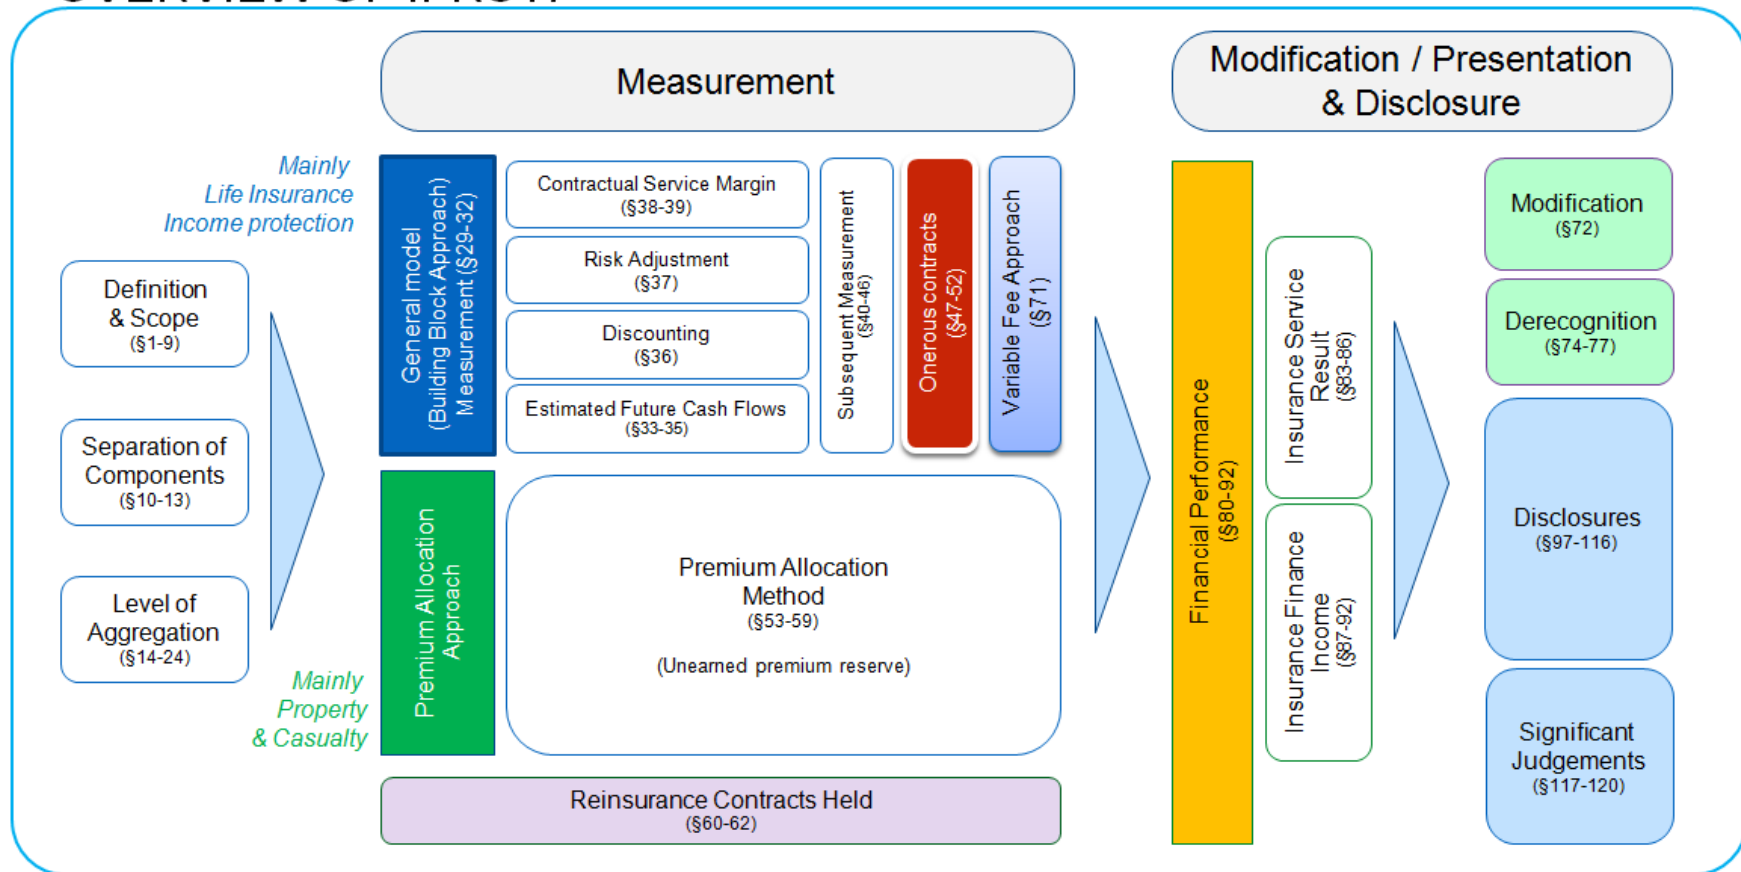 Measurement
Modification / Presentation
& Disclosure
Mainly
Life Insurance
Income protection
Definition
& Scope
(§1-9)
Separation of
Components
(§10-13)
Level of
Aggregation
(§14-24)
Mainly
Property
& Casualty
General model
(Building Block Approach)
Measurement (§29-32)
Contractual Service Margin
(§38-39)
Risk Adjustment
(§37)
Discounting
(§36)
Estimated Future Cash Flows
(§33-35)
Subsequent Measurement
(§40-46)
Onerous contracts
(§47-52)
Variable Fee Approach
(§71)
Premium Allocation
Approach
Premium Allocation
Method
(§53-59)
(Unearned premium reserve)
Reinsurance Contracts Held
(§60-62)
Financial Performance
(§80-92)
Insurance Service
Result
(§83-86)
Insurance Finance
Income
(§87-92)
Modification
(§72)
Derecognition
(§74-77)
Disclosures
(§97-116)
Significant
Judgements
(§117-120)